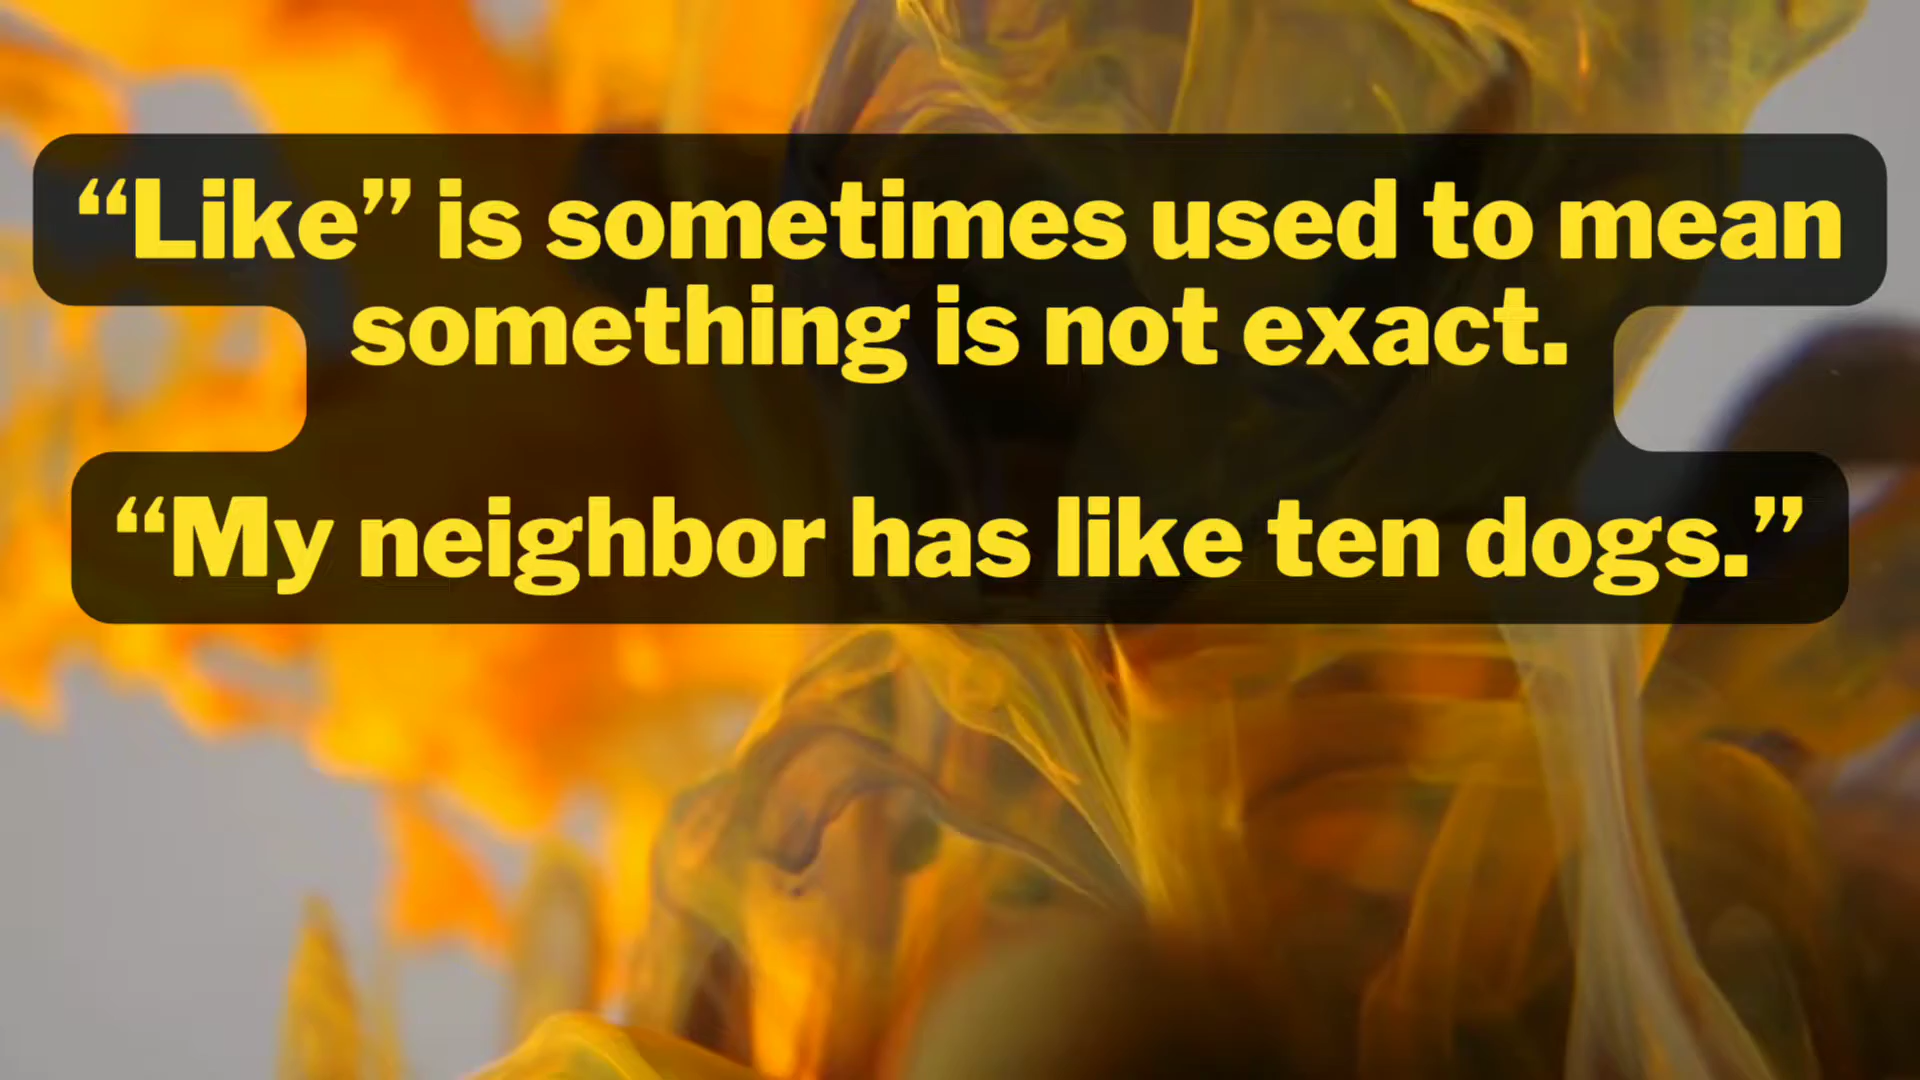 “Like” is sometimes used to mean
something is not exact.
“My neighbor has like ten dogs.”